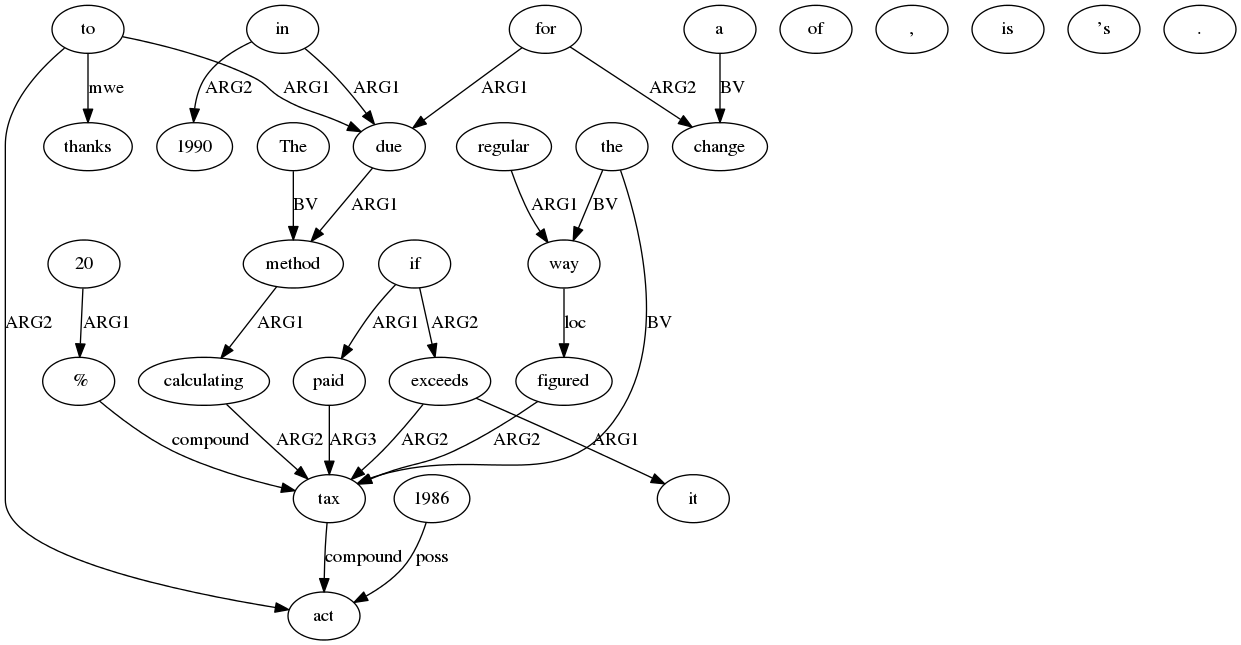 to in for a of , is ’s .
mwe ARG2 ARG1 ARG1 ARG1 ARG2 BV
thanks 1990 The due regular the change
BV ARG1 ARG1 BV
20 method if way
ARG2 ARG1 ARG1 ARG1 ARG2 loc BV
% calculating paid exceeds figured
compound ARG2 ARG3 ARG2 ARG2 ARG1
tax 1986 it
compound poss
act